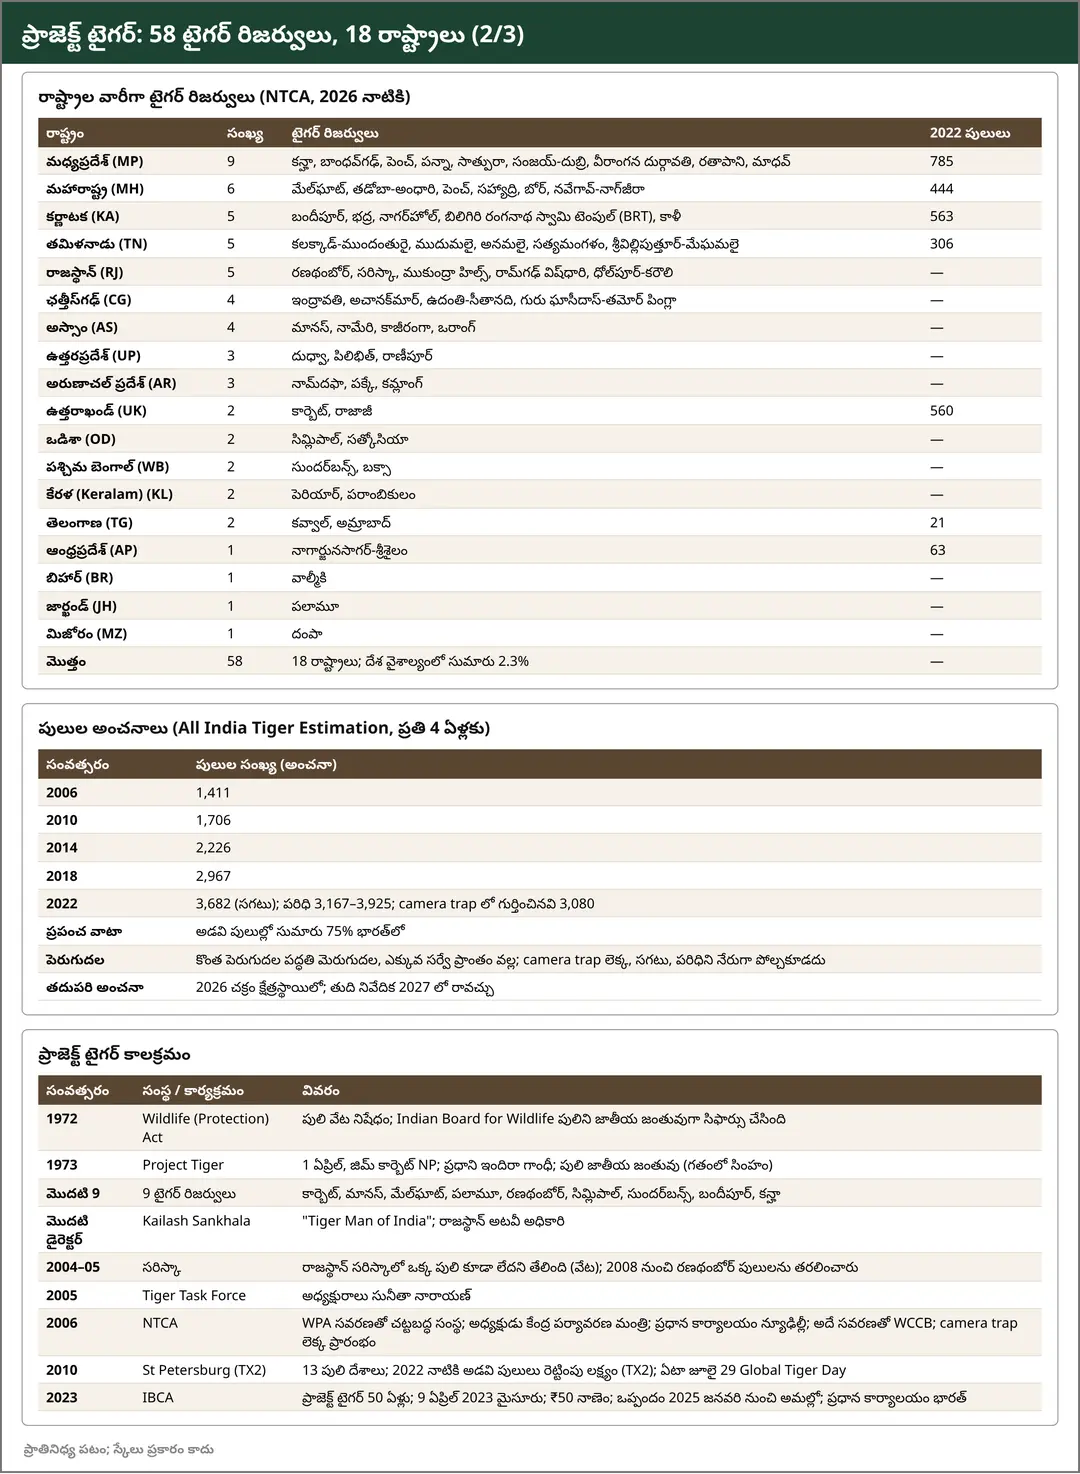 ప్రాజెక్ట్ టైగర్: 58 టైగర్ రిజర్వులు, 18 రాష్ట్రాలు (2/3)
రాష్ట్రాల వారీగా టైగర్ రిజర్వులు (NTCA, 2026 నాటికి)
రాష్ట్రం సంఖ్య టైగర్ రిజర్వులు 2022 పులులు
మధ్యప్రదేశ్ (MP) 9 కన్హా, బాంధవ్‌గఢ్, పెంచ్, పన్నా, సాత్పురా, సంజయ్-దుబ్రి, వీరాంగన దుర్గావతి, రతాపాని, మాధవ్ 785
మహారాష్ట్ర (MH) 6 మేల్‌ఘాట్, తడోబా-అంధారి, పెంచ్, సహ్యాద్రి, బోర్, నవేగావ్-నాగ్‌జీరా 444
కర్ణాటక (KA) 5 బందీపూర్, భద్ర, నాగర్‌హోల్, బిలిగిరి రంగనాథ స్వామి టెంపుల్ (BRT), కాళీ 563
తమిళనాడు (TN) 5 కలక్కాడ్-ముందంతురై, ముదుమలై, అనమలై, సత్యమంగళం, శ్రీవిల్లిపుత్తూర్-మేఘమలై 306
రాజస్థాన్ (RJ) 5 రణథంబోర్, సరిస్కా, ముకుంద్రా హిల్స్, రామ్‌గఢ్ విష్‌ధారి, ధోల్‌పూర్-కరౌలి —
ఛత్తీస్‌గఢ్ (CG) 4 ఇంద్రావతి, అచానక్‌మార్, ఉదంతి-సీతానది, గురు ఘాసీదాస్-తమోర్ పింగ్లా —
అస్సాం (AS) 4 మానస్, నామేరి, కాజీరంగా, ఒరాంగ్ —
ఉత్తరప్రదేశ్ (UP) 3 దుధ్వా, పిలిభిత్, రాణీపూర్ —
అరుణాచల్ ప్రదేశ్ (AR) 3 నామ్‌దఫా, పక్కే, కమ్లాంగ్ —
ఉత్తరాఖండ్ (UK) 2 కార్బెట్, రాజాజీ 560
ఒడిశా (OD) 2 సిమ్లిపాల్, సత్కోసియా —
పశ్చిమ బెంగాల్ (WB) 2 సుందర్‌బన్స్, బక్సా —
కేరళ (Keralam) (KL) 2 పెరియార్, పరాంబికులం —
తెలంగాణ (TG) 2 కవ్వాల్, అమ్రాబాద్ 21
ఆంధ్రప్రదేశ్ (AP) 1 నాగార్జునసాగర్-శ్రీశైలం 63
బిహార్ (BR) 1 వాల్మీకి —
జార్ఖండ్ (JH) 1 పలామూ —
మిజోరం (MZ) 1 దంపా —
మొత్తం 58 18 రాష్ట్రాలు; దేశ వైశాల్యంలో సుమారు 2.3% —
పులుల అంచనాలు (All India Tiger Estimation, ప్రతి 4 ఏళ్లకు)
సంవత్సరం పులుల సంఖ్య (అంచనా)
2006 1,411
2010 1,706
2014 2,226
2018 2,967
2022 3,682 (సగటు); పరిధి 3,167–3,925; camera trap లో గుర్తించినవి 3,080
ప్రపంచ వాటా అడవి పులుల్లో సుమారు 75% భారత్‌లో
పెరుగుదల కొంత పెరుగుదల పద్ధతి మెరుగుదల, ఎక్కువ సర్వే ప్రాంతం వల్ల; camera trap లెక్క, సగటు, పరిధిని నేరుగా పోల్చకూడదు
తదుపరి అంచనా 2026 చక్రం క్షేత్రస్థాయిలో; తుది నివేదిక 2027 లో రావచ్చు
ప్రాజెక్ట్ టైగర్ కాలక్రమం
సంవత్సరం సంస్థ / కార్యక్రమం వివరం
1972 Wildlife (Protection) పులి వేట నిషేధం; Indian Board for Wildlife పులిని జాతీయ జంతువుగా సిఫార్సు చేసింది
Act
1973 Project Tiger 1 ఏప్రిల్, జిమ్ కార్బెట్ NP; ప్రధాని ఇందిరా గాంధీ; పులి జాతీయ జంతువు (గతంలో సింహం)
మొదటి 9 9 టైగర్ రిజర్వులు కార్బెట్, మానస్, మేల్‌ఘాట్, పలామూ, రణథంబోర్, సిమ్లిపాల్, సుందర్‌బన్స్, బందీపూర్, కన్హా
మొదటి Kailash Sankhala "Tiger Man of India"; రాజస్థాన్ అటవీ అధికారి
డైరెక్టర్
2004–05 సరిస్కా రాజస్థాన్ సరిస్కాలో ఒక్క పులి కూడా లేదని తేలింది (వేట); 2008 నుంచి రణథంబోర్ పులులను తరలించారు
2005 Tiger Task Force అధ్యక్షురాలు సునీతా నారాయణ్
2006 NTCA WPA సవరణతో చట్టబద్ధ సంస్థ; అధ్యక్షుడు కేంద్ర పర్యావరణ మంత్రి; ప్రధాన కార్యాలయం న్యూఢిల్లీ; అదే సవరణతో WCCB; camera trap
లెక్క ప్రారంభం
2010 St Petersburg (TX2) 13 పులి దేశాలు; 2022 నాటికి అడవి పులులు రెట్టింపు లక్ష్యం (TX2); ఏటా జూలై 29 Global Tiger Day
2023 IBCA ప్రాజెక్ట్ టైగర్ 50 ఏళ్లు; 9 ఏప్రిల్ 2023 మైసూరు; ₹50 నాణెం; ఒప్పందం 2025 జనవరి నుంచి అమల్లో; ప్రధాన కార్యాలయం భారత్
ప్రాతినిధ్య పటం; స్కేలు ప్రకారం కాదు